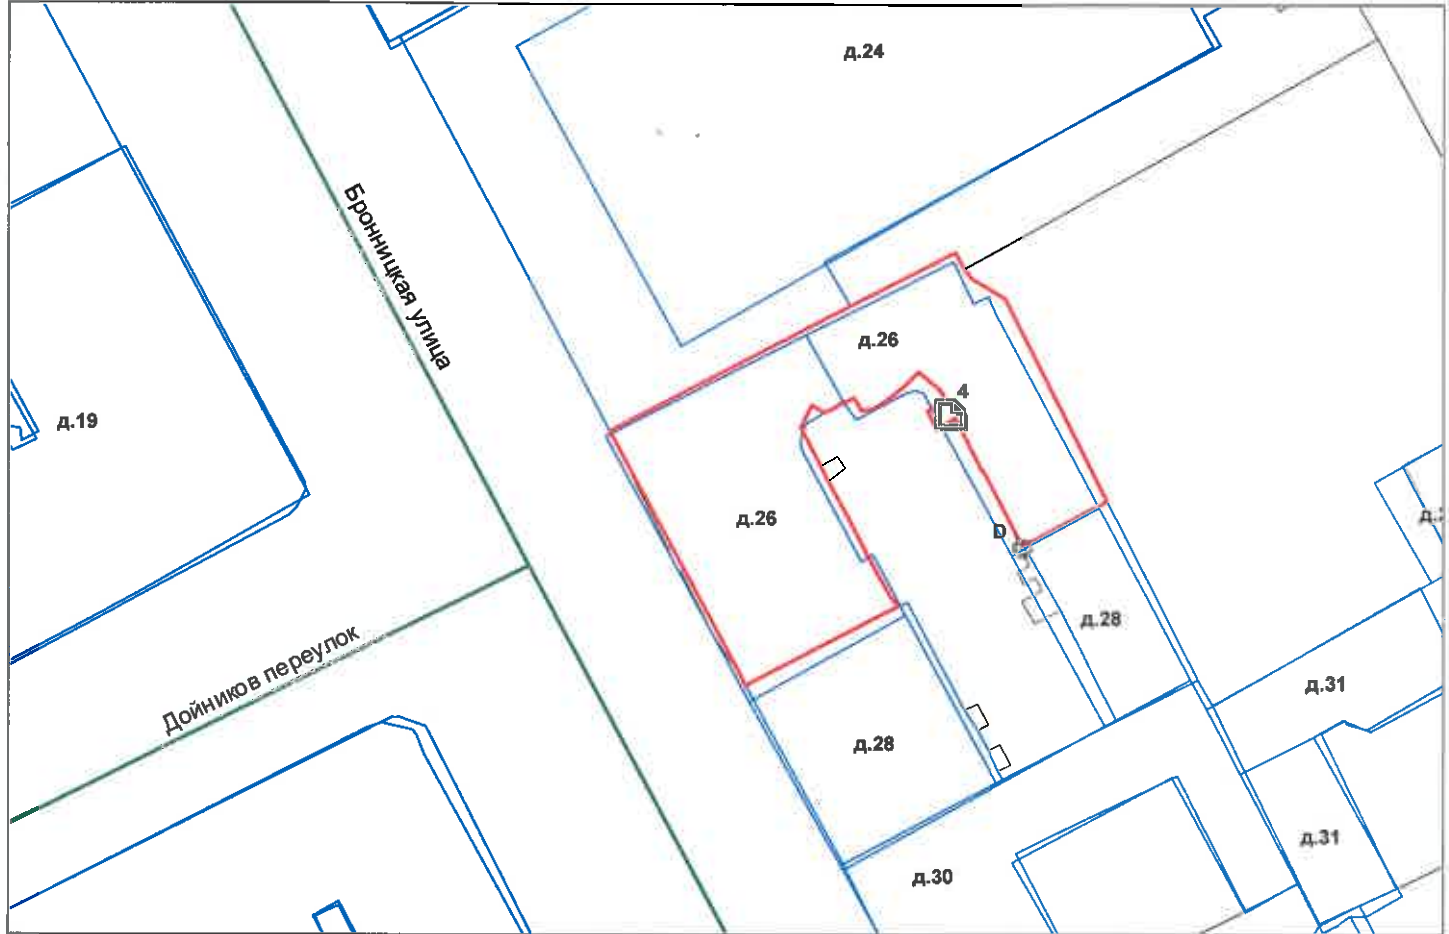 д.24
Бронницкая улица
д.26
4
д.19
д.26
D
д.28
Дойников переулок
д.31
д.28
д.31
д.30